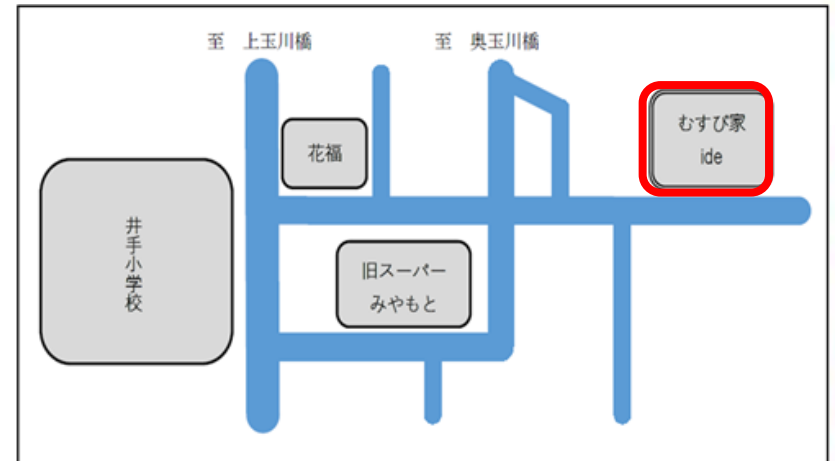 至　上玉川橋
至　奥玉川橋
むすび家
ide
花福
井手小学校
旧スーパー
みやもと